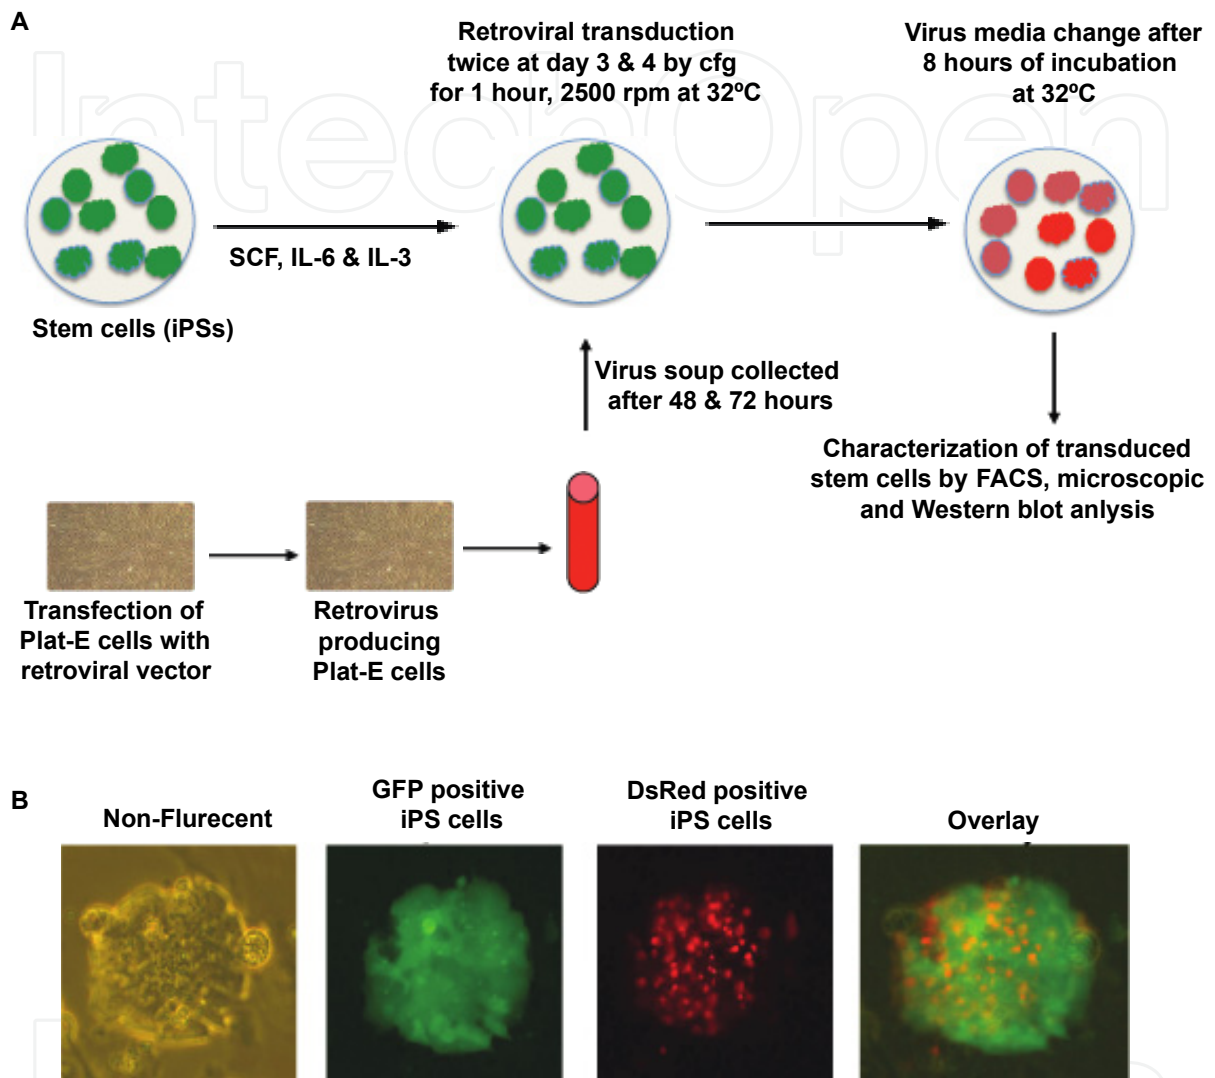 A
Retroviral transduction
twice at day 3 & 4 by cfg
for 1 hour, 2500 rpm at 32ºC
Virus media change after
8 hours of incubation
at 32ºC
SCF, IL-6 & IL-3
Stem cells (iPSs)
Virus soup collected
after 48 & 72 hours
Characterization of transduced
stem cells by FACS, microscopic
and Western blot anlysis
Transfection of
Plat-E cells with
retroviral vector
Retrovirus
producing
Plat-E cells
B
Non-Flurecent
GFP positive
iPS cells
DsRed positive
iPS cells
Overlay
IntechOpen